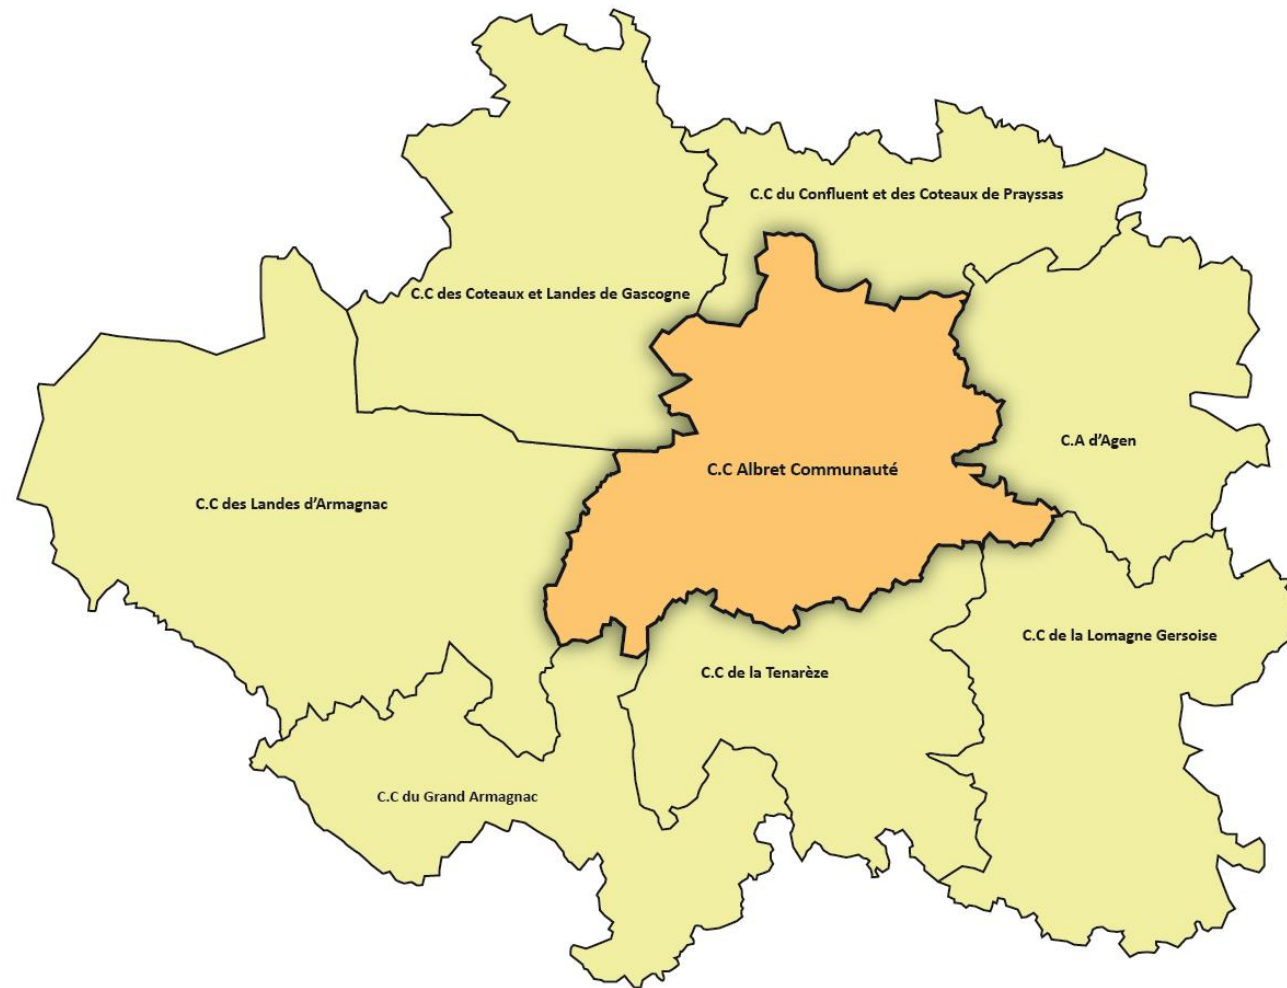 C.C du Confluent et des Coteaux de Prayssas
C.C des Coteaux et Landes de Gascogne
C.A d'Agen
C.C Albret Communauté
C.C des Landes d'Armagnac
C.C de la Lomagne Gersoise
C.C de la Tenarèze
C.C du Grand Armagnac